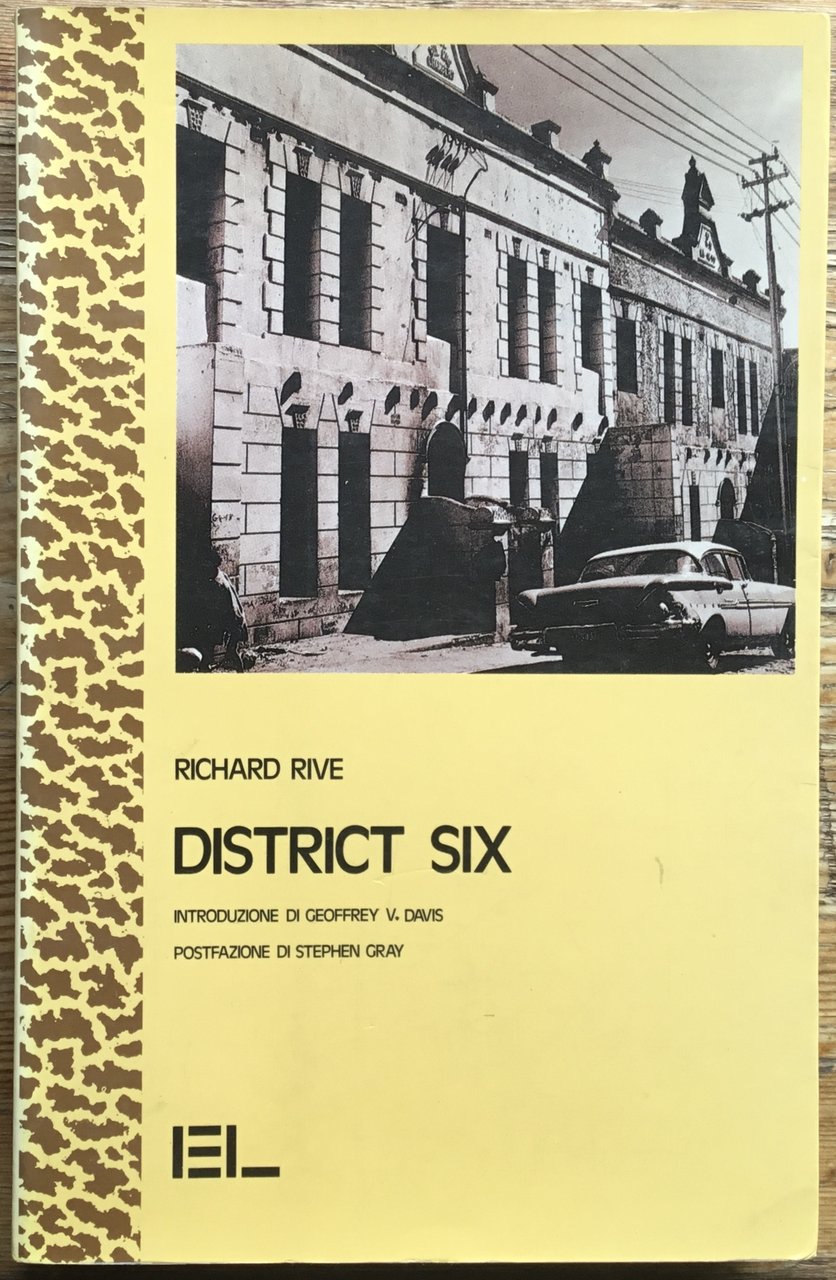 RICHARD RIVE
DISTRICT SIX
INTRODUZIONE DI GEOFFREY V. DAVIS
POSTFAZIONE DI STEPHEN GRAY
EL